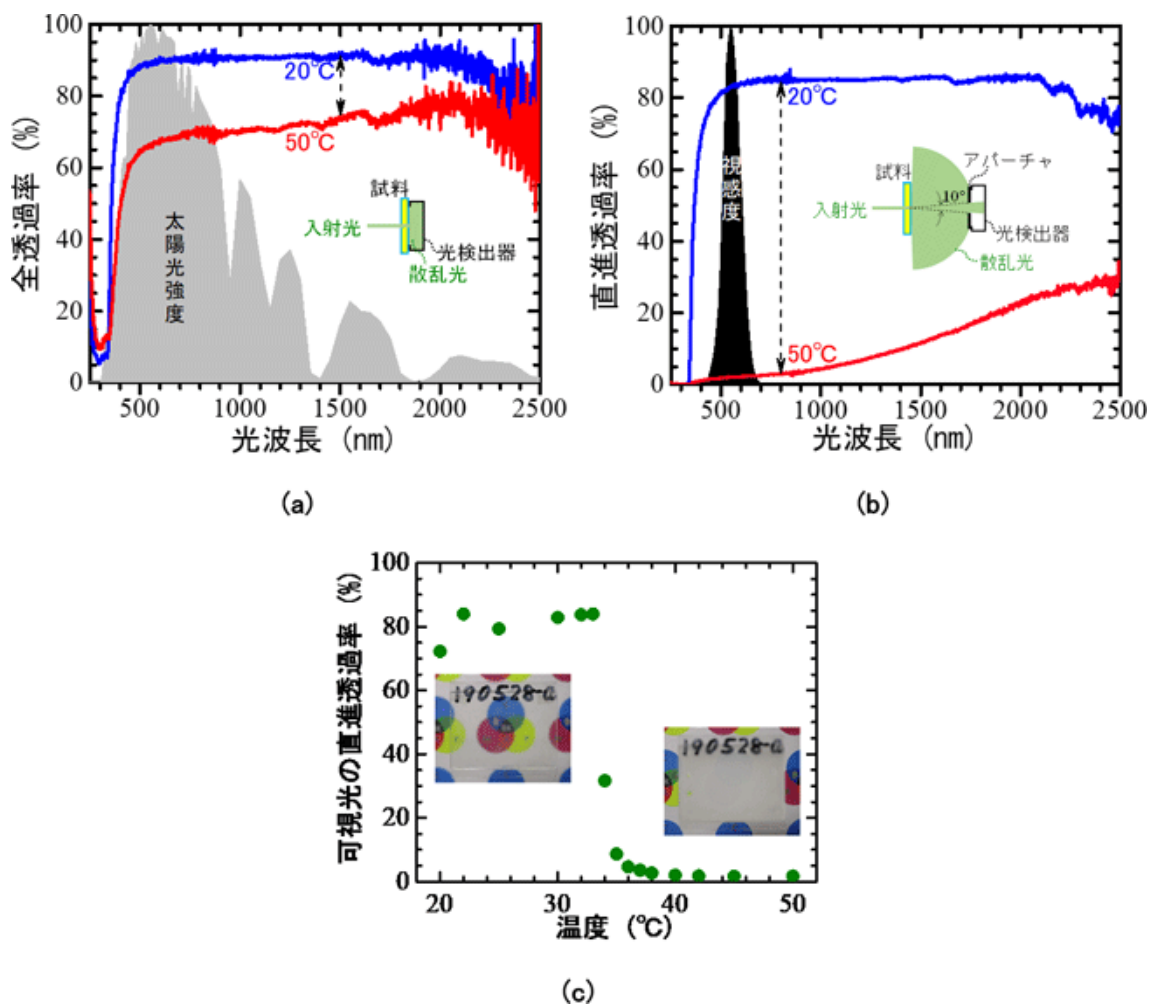 全透過率 (%)
100
80
60
40
20
0
20℃
50℃
太陽光強度
試料
入射光
光検出器
散乱光
500
1000
1500
2000
2500
光波長 (nm)
(a)
直進透過率 (%)
100
80
60
40
20
0
20℃
視感度
アパーチャ
試料
10°
入射光
光検出器
散乱光
50℃
500
1000
1500
2000
2500
光波長 (nm)
(b)
可視光の直進透過率 (%)
100
80
60
40
20
0
190528-a
190528-a
20
30
40
50
温度 (℃)
(c)